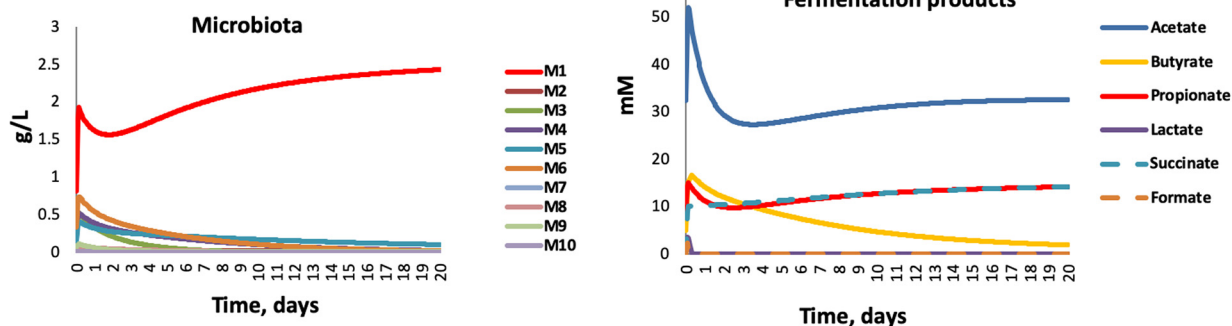 Microbiota
3
2.5
2
1.5
1
0.5
0
g/L
0 1 2 3 4 5 6 7 8 9 10 11 12 13 14 15 16 17 18 19 20
Time, days
M1
M2
M3
M4
M5
M6
M7
M8
M9
M10
Fermentation products
50
40
30
20
10
0
mM
0 1 2 3 4 5 6 7 8 9 10 11 12 13 14 15 16 17 18 19 20
Time, days
Acetate
Butyrate
Propionate
Lactate
Succinate
Formate